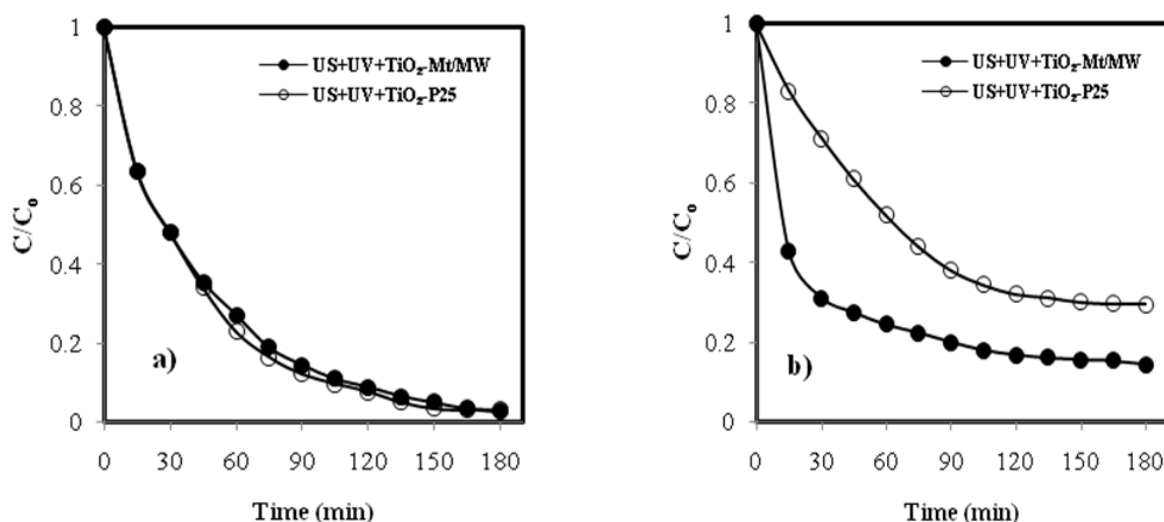 1
0.8
0.6
0.4
0.2
0
C/C₀
US+UV+TiO₂-Mt/MW
US+UV+TiO₂-P25
a)
0 30 60 90 120 150 180
Time (min)
1
0.8
0.6
0.4
0.2
0
C/C₀
US+UV+TiO₂-Mt/MW
US+UV+TiO₂-P25
b)
0 30 60 90 120 150 180
Time (min)